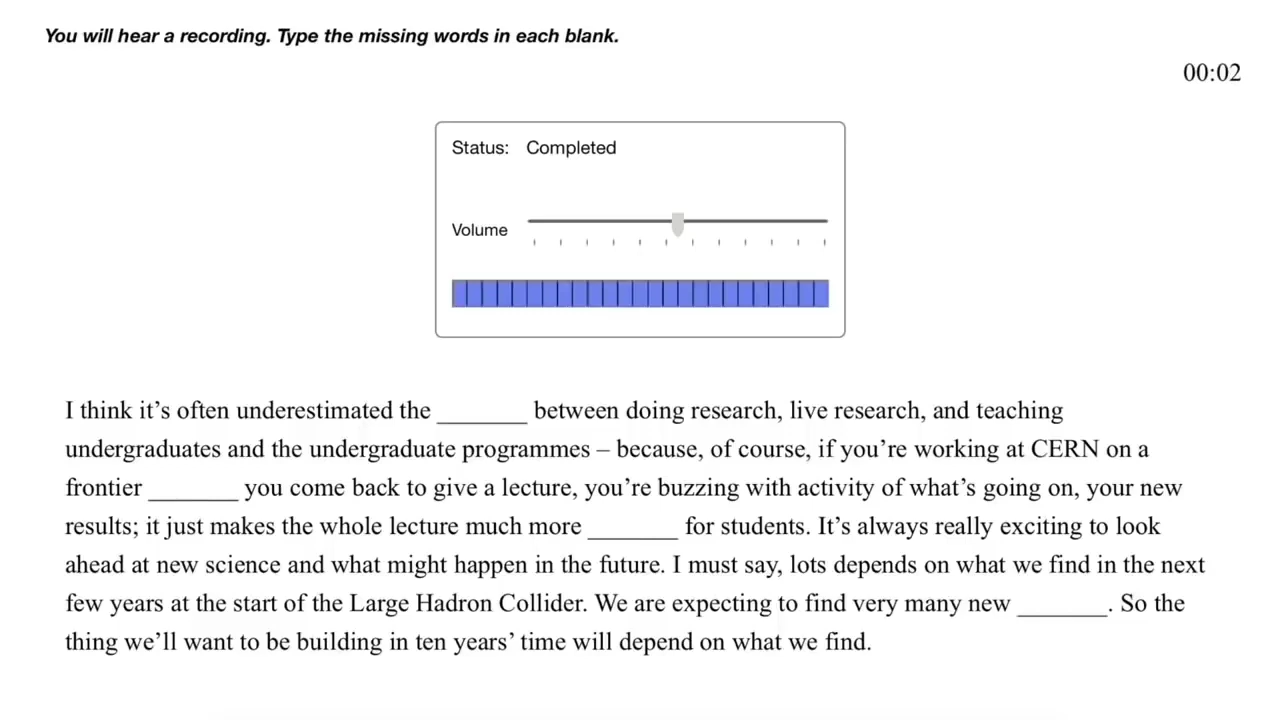 You will hear a recording. Type the missing words in each blank.
00:02
Status: Completed
Volume
I think it’s often underestimated the _______ between doing research, live research, and teaching
undergraduates and the undergraduate programmes – because, of course, if you’re working at CERN on a
frontier _______ you come back to give a lecture, you’re buzzing with activity of what’s going on, your new
results; it just makes the whole lecture much more _______ for students. It’s always really exciting to look
ahead at new science and what might happen in the future. I must say, lots depends on what we find in the next
few years at the start of the Large Hadron Collider. We are expecting to find very many new _______. So the
thing we’ll want to be building in ten years’ time will depend on what we find.